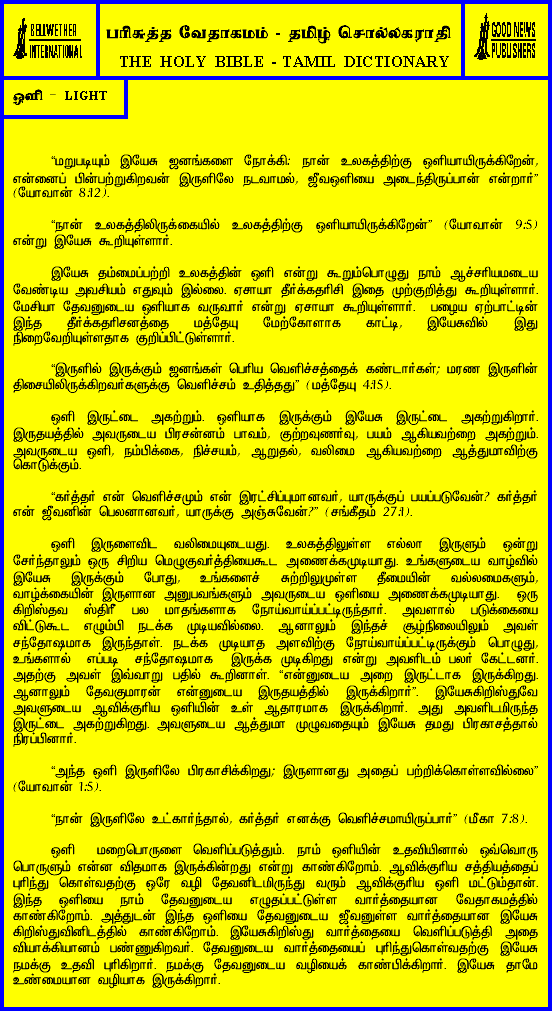 BELLWETHER
INTERNATIONAL
பரிசுத்த வேதாகமம் - தமிழ் சொல்லகராதி
THE HOLY BIBLE - TAMIL DICTIONARY
GOOD NEWS
PUBLISHERS
ஒளி - LIGHT
“மறுபடியும் இயேசு ஜனங்களை நோக்கி: நான் உலகத்திற்கு ஒளியாயிருக்கிறேன்,
என்னைப் பின்பற்றுகிறவன் இருளிலே நடவாமல், ஜீவஒளியை அடைந்திருப்பான் என்றார்”
(யோவான் 8:12).
“நான் உலகத்திலிருக்கையில் உலகத்திற்கு ஒளியாயிருக்கிறேன்” (யோவான் 9:5)
என்று இயேசு கூறியுள்ளார்.
இயேசு தம்மைப்பற்றி உலகத்தின் ஒளி என்று கூறும்பொழுது நாம் ஆச்சரியமடைய
வேண்டிய அவசியம் எதுவும் இல்லை. ஏசாயா தீர்க்கதரிசி இதை முற்குறித்து கூறியுள்ளார்.
மேசியா தேவனுடைய ஒளியாக வருவார் என்று ஏசாயா கூறியுள்ளார். பழைய ஏற்பாட்டின்
இந்த தீர்க்கதரிசனத்தை மத்தேயு மேற்கோளாக காட்டி, இயேசுவில் இது
நிறைவேறியுள்ளதாக குறிப்பிட்டுள்ளார்.
“இருளில் இருக்கும் ஜனங்கள் பெரிய வெளிச்சத்தைக் கண்டார்கள்; மரண இருளின்
திசையிலிருக்கிறவர்களுக்கு வெளிச்சம் உதித்தது” (மத்தேயு 4:15).
ஒளி இருட்டை அகற்றும். ஒளியாக இருக்கும் இயேசு இருட்டை அகற்றுகிறார்.
இருதயத்தில் அவருடைய பிரசன்னம் பாவம், குற்றவுணர்வு, பயம் ஆகியவற்றை அகற்றும்.
அவருடைய ஒளி, நம்பிக்கை, நிச்சயம், ஆறுதல், வலிமை ஆகியவற்றை ஆத்துமாவிற்கு
கொடுக்கும்.
“கர்த்தர் என் வெளிச்சமும் என் இரட்சிப்புமானவர், யாருக்குப் பயப்படுவேன்? கர்த்தர்
என் ஜீவனின் பெலனானவர், யாருக்கு அஞ்சுவேன்?” (சங்கீதம் 27:1).
ஒளி இருளைவிட வலிமையுடையது. உலகத்திலுள்ள எல்லா இருளும் ஒன்று
சேர்ந்தாலும் ஒரு சிறிய மெழுகுவர்த்தியைகூட அணைக்கமுடியாது. உங்களுடைய வாழ்வில்
இயேசு இருக்கும் போது, உங்களைச் சுற்றிலுமுள்ள தீமையின் வல்லமைகளும்,
வாழ்க்கையின் இருளான அனுபவங்களும் அவருடைய ஒளியை அணைக்கமுடியாது. ஒரு
கிறிஸ்தவ ஸ்திரீ பல மாதங்களாக நோய்வாய்ப்பட்டிருந்தார். அவளால் படுக்கையை
விட்டுகூட எழும்பி நடக்க முடியவில்லை. ஆனாலும் இந்தச் சூழ்நிலையிலும் அவள்
சந்தோஷமாக இருந்தாள். நடக்க முடியாத அளவிற்கு நோய்வாய்ப்பட்டிருக்கும் பொழுது,
உங்களால் எப்படி சந்தோஷமாக இருக்க முடிகிறது என்று அவளிடம் பலர் கேட்டனர்.
அதற்கு அவள் இவ்வாறு பதில் கூறினாள். “என்னுடைய அறை இருட்டாக இருக்கிறது.
ஆனாலும் தேவகுமாரன் என்னுடைய இருதயத்தில் இருக்கிறார்”. இயேசுகிறிஸ்துவே
அவளுடைய ஆவிக்குரிய ஒளியின் உள் ஆதாரமாக இருக்கிறார். அது அவளிடமிருந்த
இருட்டை அகற்றுகிறது. அவளுடைய ஆத்துமா முழுவதையும் இயேசு தமது பிரகாசத்தால்
நிரப்பினார்.
“அந்த ஒளி இருளிலே பிரகாசிக்கிறது; இருளானது அதைப் பற்றிக்கொள்ளவில்லை”
(யோவான் 1:5).
“நான் இருளிலே உட்கார்ந்தால், கர்த்தர் எனக்கு வெளிச்சமாயிருப்பார்” (மீகா 7:8).
ஒளி மறைபொருளை வெளிப்படுத்தும். நாம் ஒளியின் உதவியினால் ஒவ்வொரு
பொருளும் என்ன விதமாக இருக்கின்றது என்று காண்கிறோம். ஆவிக்குரிய சத்தியத்தைப்
புரிந்து கொள்வதற்கு ஒரே வழி தேவனிடமிருந்து வரும் ஆவிக்குரிய ஒளி மட்டும்தான்.
இந்த ஒளியை நாம் தேவனுடைய எழுதப்பட்டுள்ள வார்த்தையான வேதாகமத்தில்
காண்கிறோம். அத்துடன் இந்த ஒளியை தேவனுடைய ஜீவனுள்ள வார்த்தையான இயேசு
கிறிஸ்துவினிடத்தில் காண்கிறோம். இயேசுகிறிஸ்து வார்த்தையை வெளிப்படுத்தி அதை
வியாக்கியானம் பண்ணுகிறவர். தேவனுடைய வார்த்தையைப் புரிந்துகொள்வதற்கு இயேசு
நமக்கு உதவி புரிகிறார். நமக்கு தேவனுடைய வழியைக் காண்பிக்கிறார். இயேசு தாமே
உண்மையான வழியாக இருக்கிறார்.